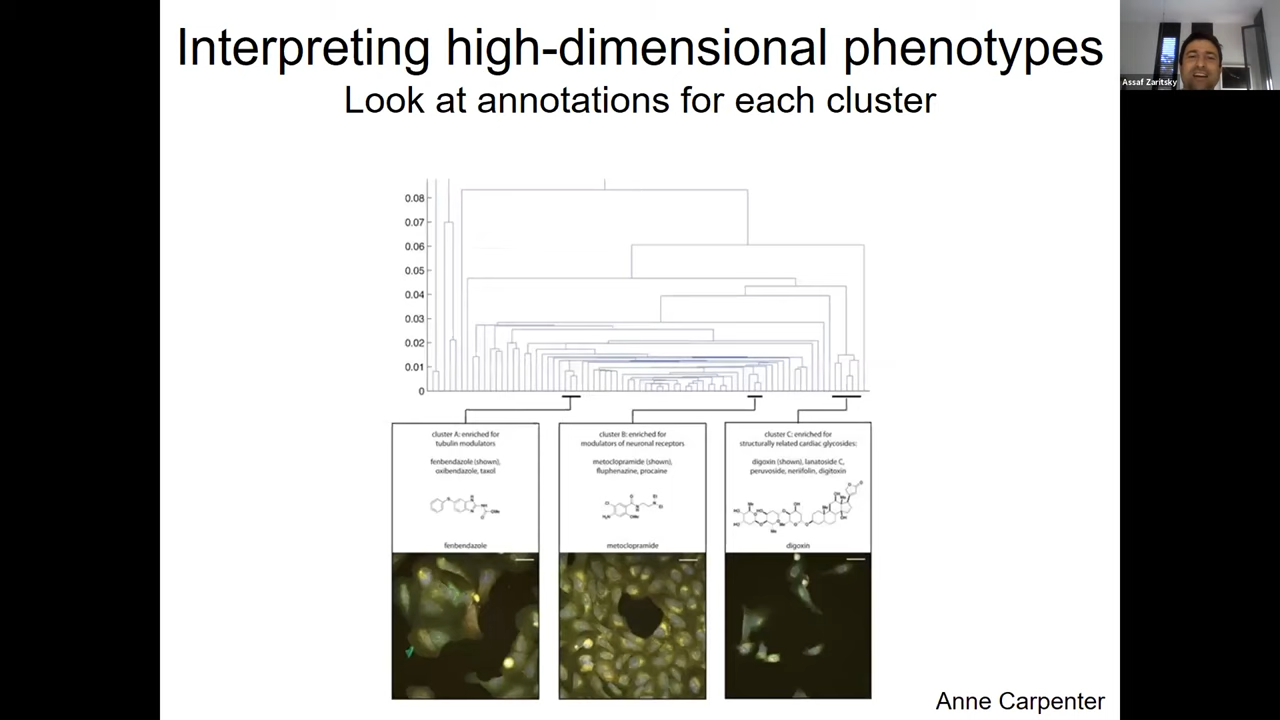 Interpreting high-dimensional phenotypes
Look at annotations for each cluster
Assaf Zaritsky
0.08
0.07
0.06
0.05
0.04
0.03
0.02
0.01
0
cluster A: enriched for
tubulin modulators
fenbendazole (shown),
oxibendazole, taxol
fenbendazole
cluster B: enriched for
modulators of neuronal receptors
metoclopramide (shown),
fluphenazine, procaine
metoclopramide
cluster C: enriched for
structurally related cardiac glycosides:
digoxin (shown), lanatoside C,
peruvoside, neriifolin, digitoxin
digoxin
Anne Carpenter